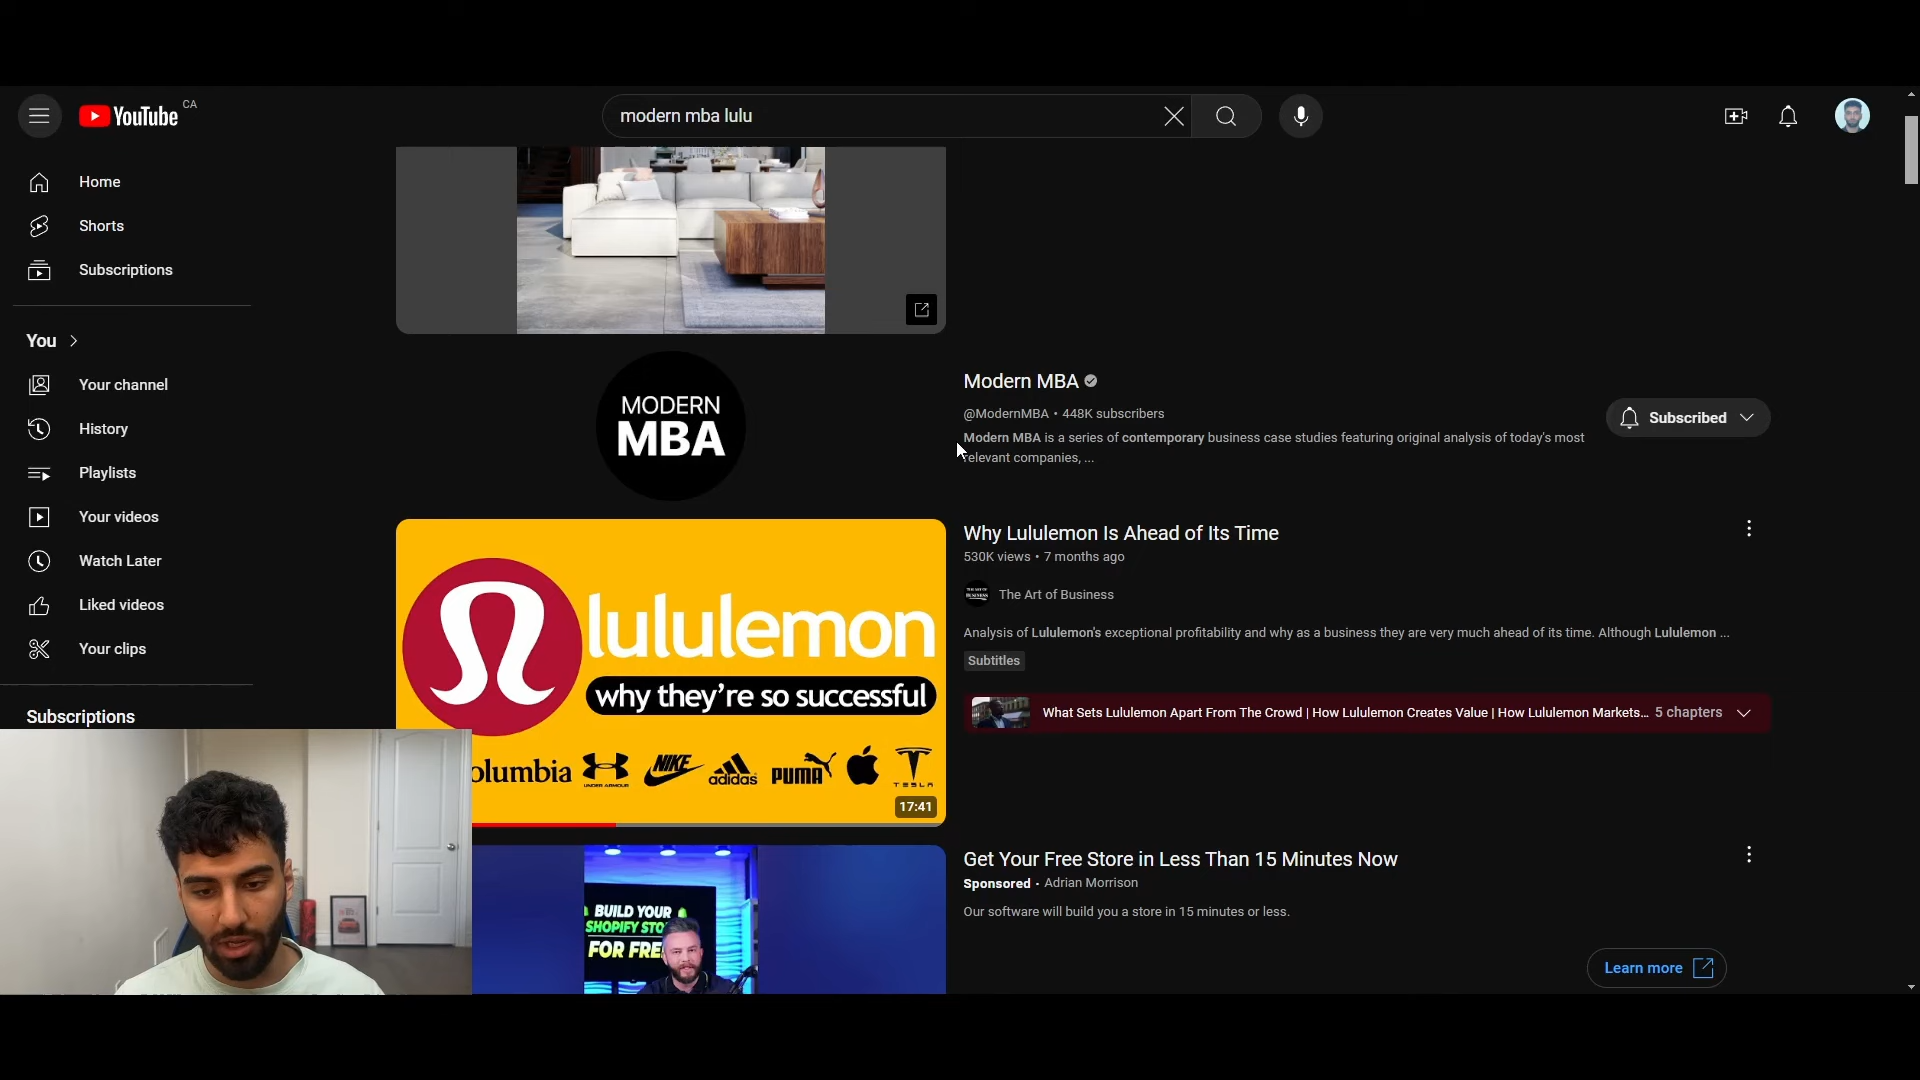 YouTube CA
modern mba lulu
Home
Shorts
Subscriptions
You
Your channel
History
Playlists
Your videos
Watch Later
Liked videos
Your clips
Subscriptions
MODERN
MBA
Modern MBA
@ModernMBA • 448K subscribers
Modern MBA is a series of contemporary business case studies featuring original analysis of today's most
relevant companies, ...
Subscribed
lululemon
why they're so successful
olumbia UNDER ARMOUR NIKE adidas PUMA TESLA
17:41
Why Lululemon Is Ahead of Its Time
530K views • 7 months ago
THE ART OF BUSINESS
The Art of Business
Analysis of Lululemon's exceptional profitability and why as a business they are very much ahead of its time. Although Lululemon ...
Subtitles
What Sets Lululemon Apart From The Crowd | How Lululemon Creates Value | How Lululemon Markets... 5 chapters
BUILD YOUR
SHOPIFY STO
FOR FRE
Get Your Free Store in Less Than 15 Minutes Now
Sponsored • Adrian Morrison
Our software will build you a store in 15 minutes or less.
Learn more